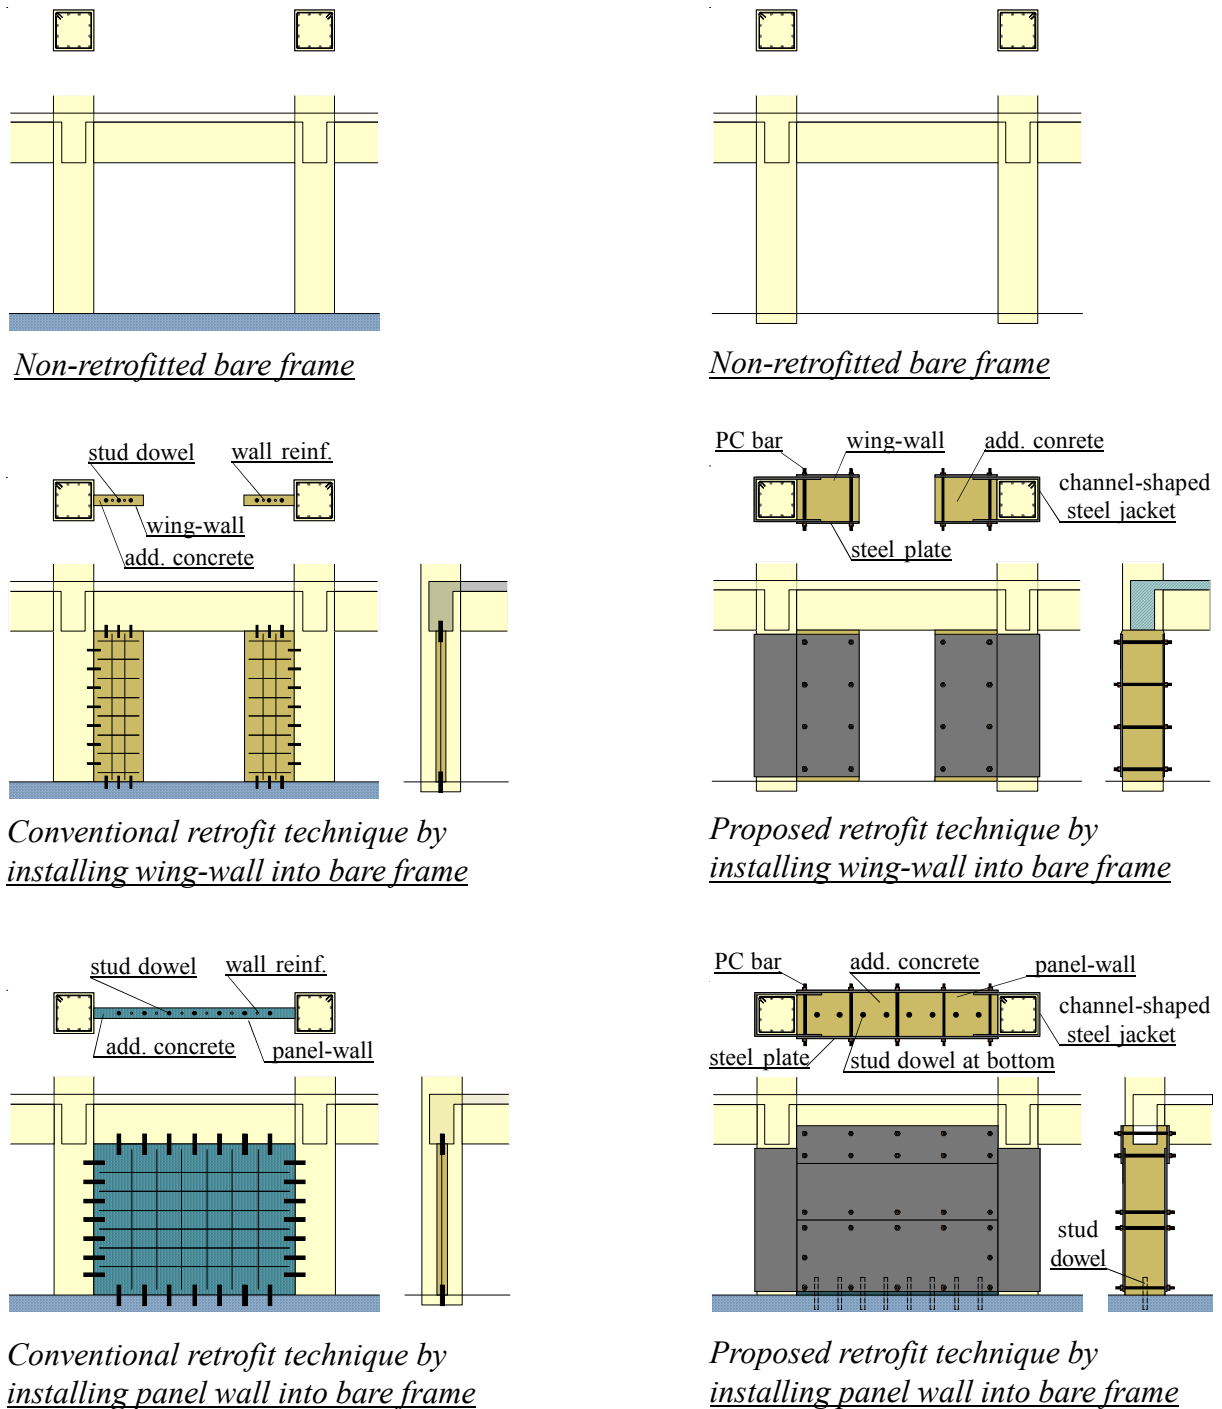 Non-retrofitted bare frame
Non-retrofitted bare frame
stud dowel
wall reinf.
wing-wall
add. concrete
PC bar
wing-wall
add. conrete
channel-shaped
steel jacket
steel plate
Conventional retrofit technique by
installing wing-wall into bare frame
Proposed retrofit technique by
installing wing-wall into bare frame
stud dowel
wall reinf.
add. concrete
panel-wall
PC bar
add. concrete
panel-wall
channel-shaped
steel jacket
steel plate
stud dowel at bottom
stud
dowel
Conventional retrofit technique by
installing panel wall into bare frame
Proposed retrofit technique by
installing panel wall into bare frame